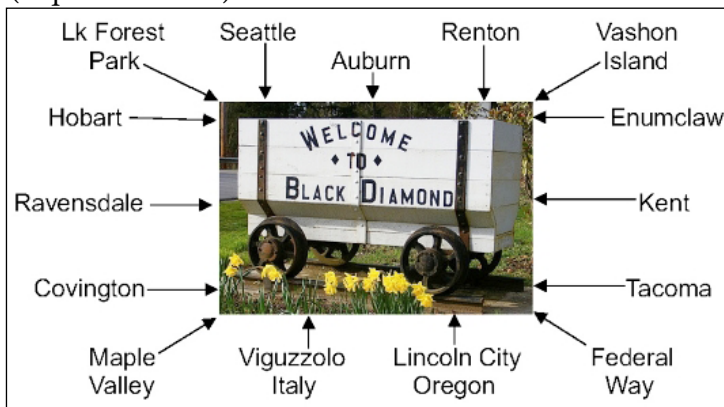 Lk Forest
Park
Seattle
Auburn
Renton
Vashon
Island
Hobart
Enumclaw
WELCOME
TO
BLACK DIAMOND
Ravensdale
Kent
Covington
Tacoma
Maple
Valley
Viguzzolo
Italy
Lincoln City
Oregon
Federal
Way